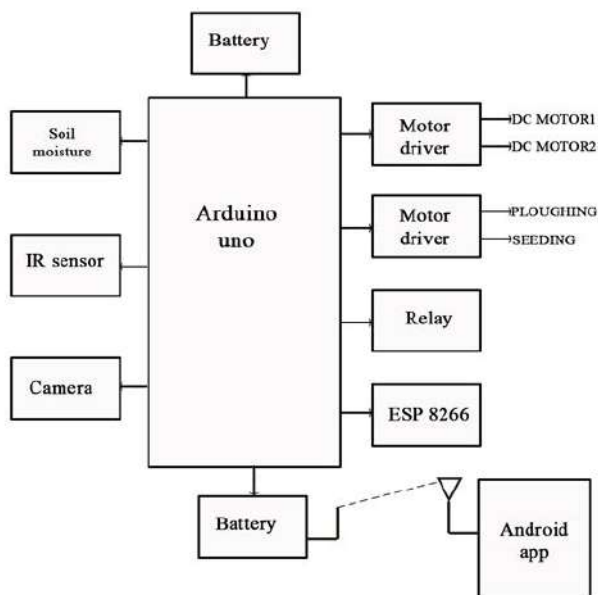 Battery
Soil
moisture
IR sensor
Camera
Arduino
uno
Motor
driver
DC MOTOR1
DC MOTOR2
Motor
driver
PLOUGHING
SEEDING
Relay
ESP 8266
Battery
Android
app